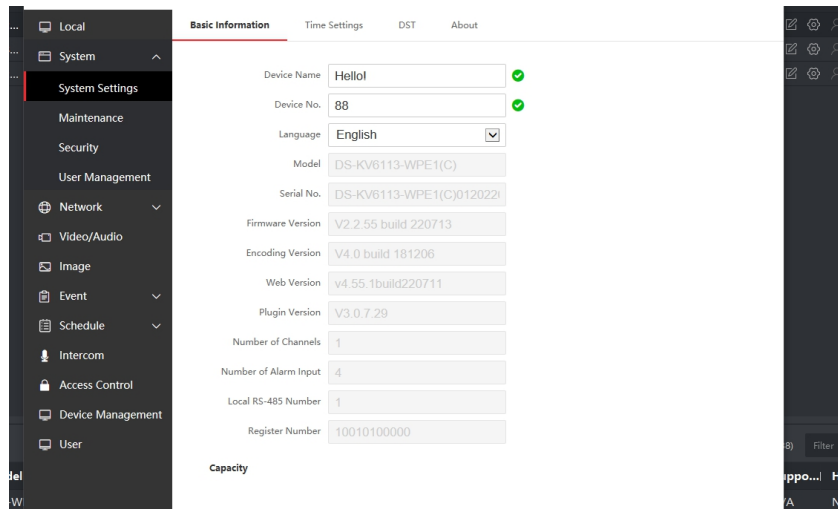 Local
System
System Settings
Maintenance
Security
User Management
Network
Video/Audio
Image
Event
Schedule
Intercom
Access Control
Device Management
User
Basic Information Time Settings DST About
Device Name Hello!
Device No. 88
Language English
Model DS-KV6113-WPE1(C)
Serial No. DS-KV6113-WPE1(C)012022
Firmware Version V2.2.55 build 220713
Encoding Version V4.0 build 181206
Web Version v4.55.1build220711
Plugin Version V3.0.7.29
Number of Channels 1
Number of Alarm Input 4
Local RS-485 Number 1
Register Number 10010100000
Capacity
Filter